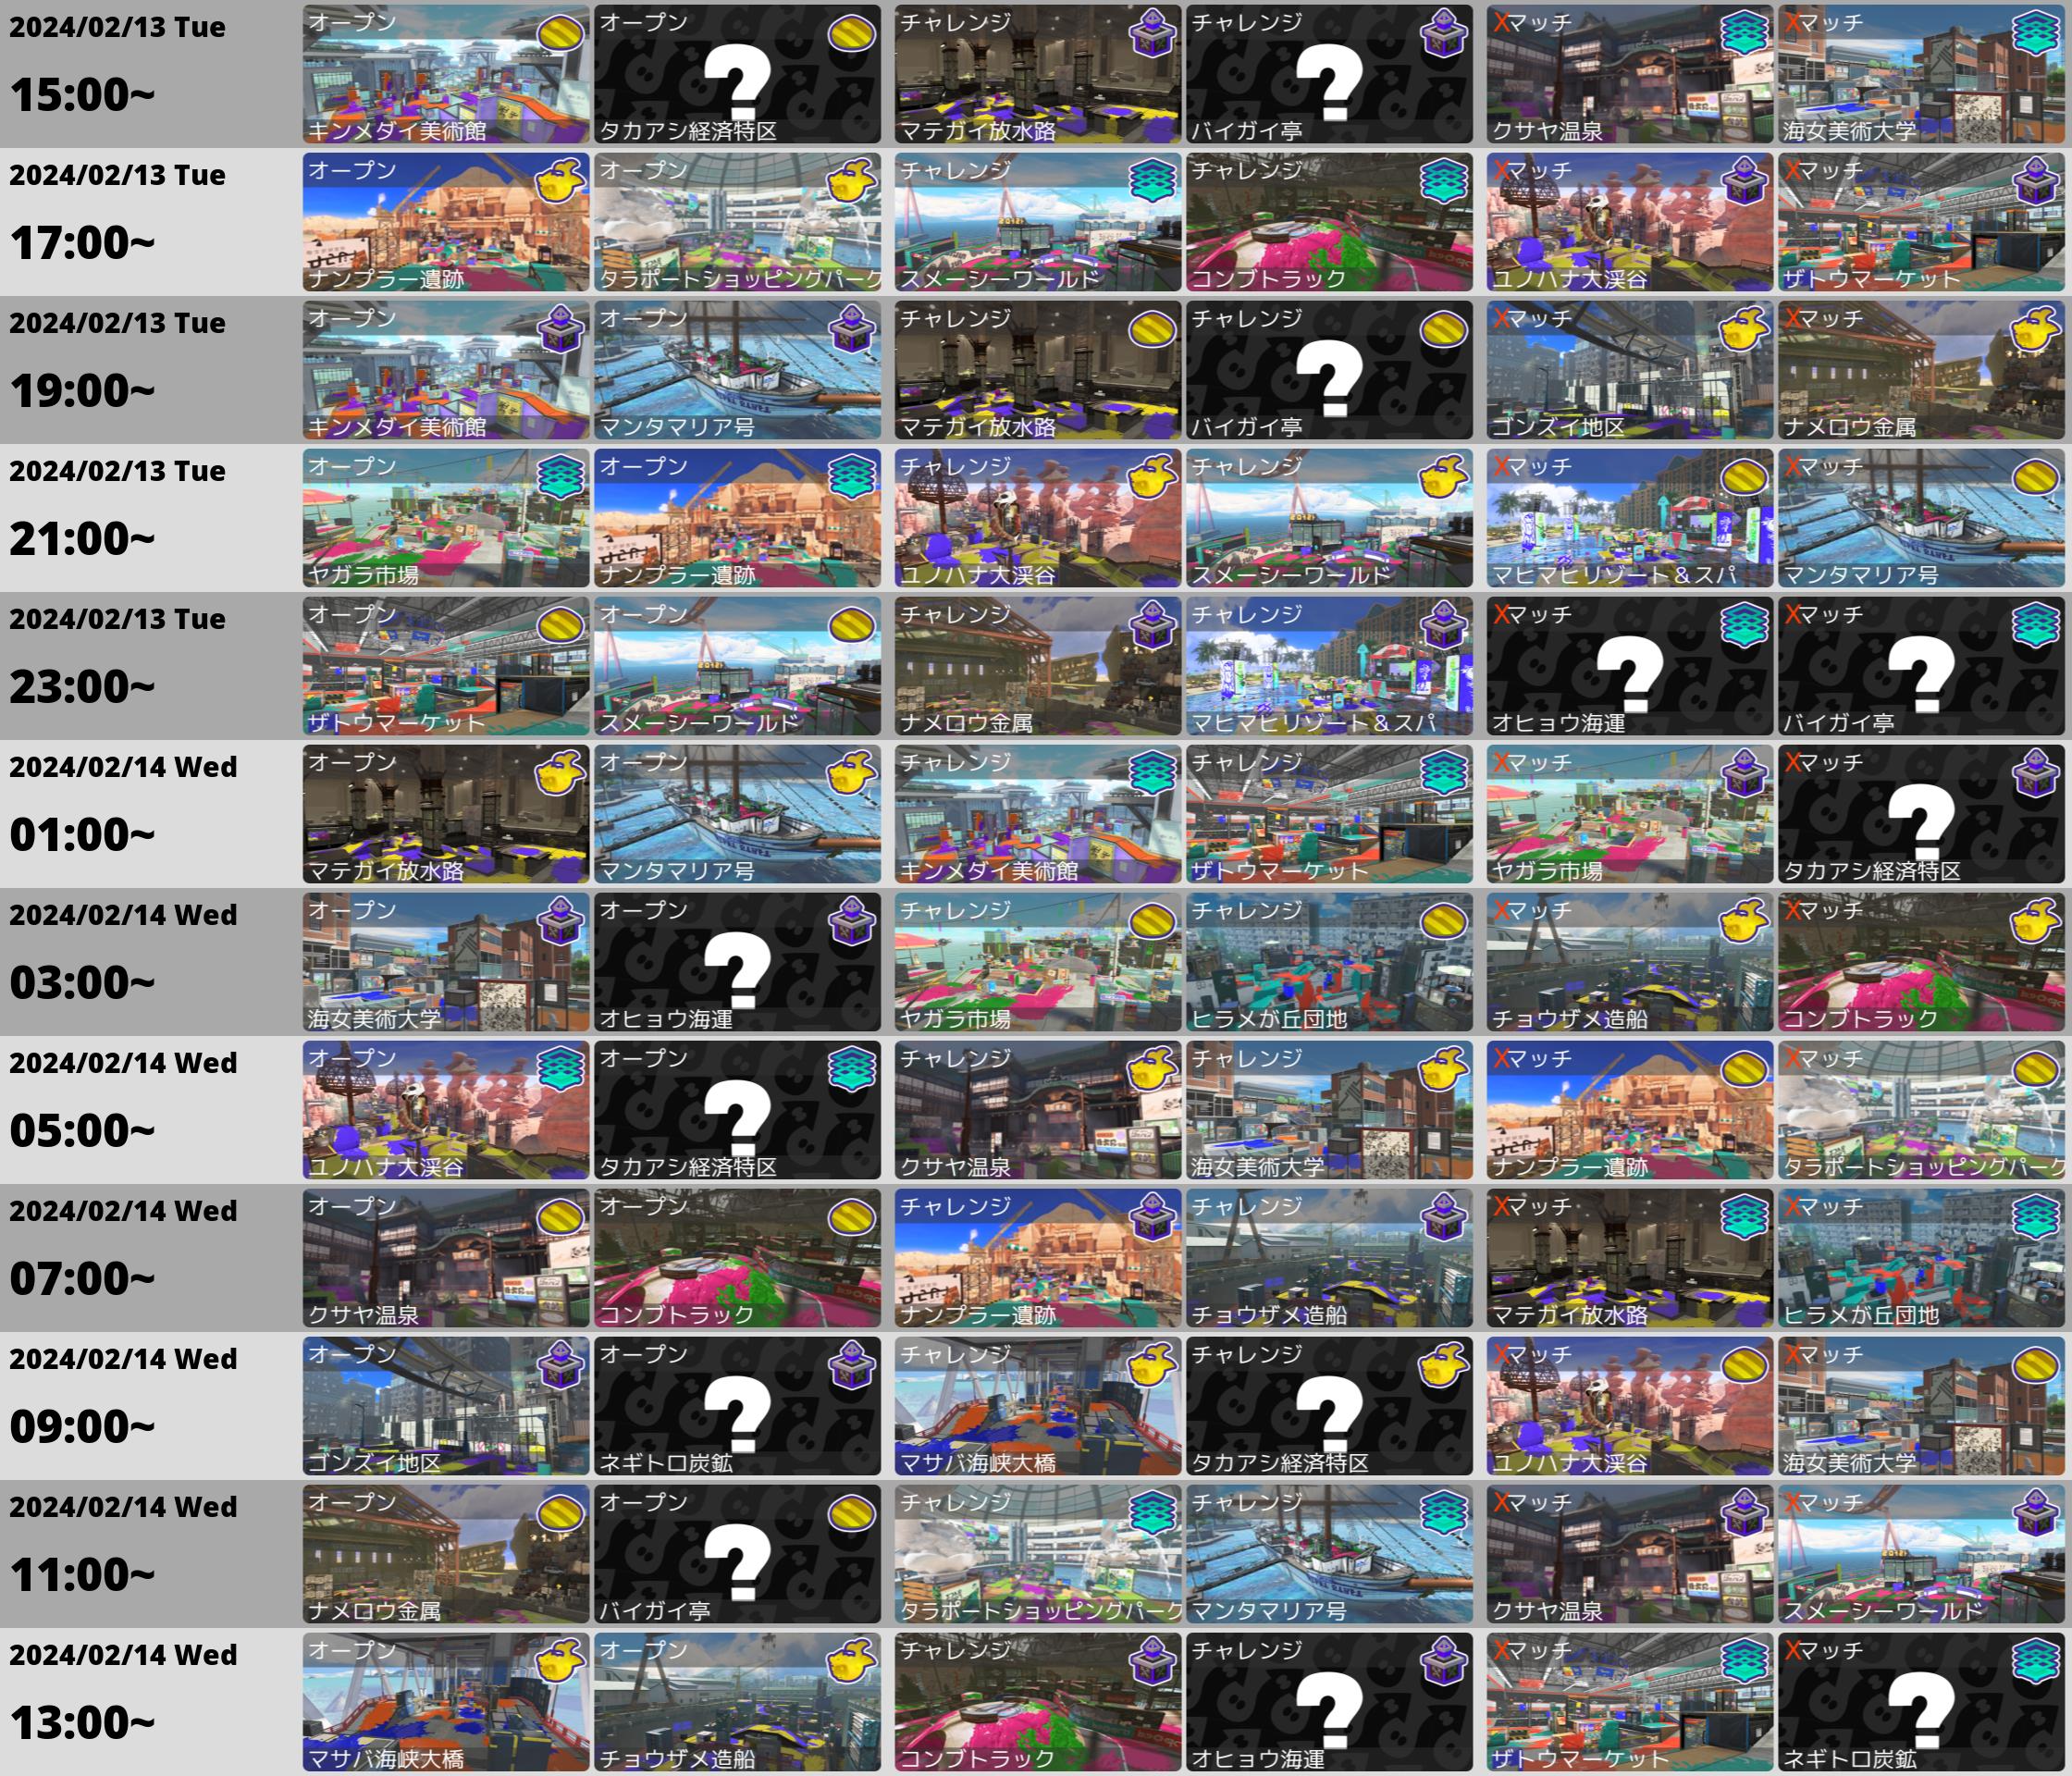 2024/02/13 Tue
15:00~
オープン
キンメダイ美術館
オープン
タカアシ経済特区
チャレンジ
マテガイ放水路
チャレンジ
バイガイ亭
Xマッチ
クサヤ温泉
Xマッチ
海女美術大学
2024/02/13 Tue
17:00~
オープン
ナンプラー遺跡
オープン
タラポートショッピングパーク
チャレンジ
スメーシーワールド
チャレンジ
コンブトラック
Xマッチ
ユノハナ大渓谷
Xマッチ
ザトウマーケット
2024/02/13 Tue
19:00~
オープン
キンメダイ美術館
オープン
マンタマリア号
チャレンジ
マテガイ放水路
チャレンジ
バイガイ亭
Xマッチ
ゴンズイ地区
Xマッチ
ナメロウ金属
2024/02/13 Tue
21:00~
オープン
ヤガラ市場
オープン
ナンプラー遺跡
チャレンジ
ユノハナ大渓谷
チャレンジ
スメーシーワールド
Xマッチ
マヒマヒリゾート＆スパ
Xマッチ
マンタマリア号
2024/02/13 Tue
23:00~
オープン
ザトウマーケット
オープン
スメーシーワールド
チャレンジ
ナメロウ金属
チャレンジ
マヒマヒリゾート＆スパ
Xマッチ
オヒョウ海運
Xマッチ
バイガイ亭
2024/02/14 Wed
01:00~
オープン
マテガイ放水路
オープン
マンタマリア号
チャレンジ
キンメダイ美術館
チャレンジ
ザトウマーケット
Xマッチ
ヤガラ市場
Xマッチ
タカアシ経済特区
2024/02/14 Wed
03:00~
オープン
海女美術大学
オープン
オヒョウ海運
チャレンジ
ヤガラ市場
チャレンジ
ヒラメが丘団地
Xマッチ
チョウザメ造船
Xマッチ
コンブトラック
2024/02/14 Wed
05:00~
オープン
ユノハナ大渓谷
オープン
タカアシ経済特区
チャレンジ
クサヤ温泉
チャレンジ
海女美術大学
Xマッチ
ナンプラー遺跡
Xマッチ
タラポートショッピングパーク
2024/02/14 Wed
07:00~
オープン
クサヤ温泉
オープン
コンブトラック
チャレンジ
ナンプラー遺跡
チャレンジ
チョウザメ造船
Xマッチ
マテガイ放水路
Xマッチ
ヒラメが丘団地
2024/02/14 Wed
09:00~
オープン
ゴンズイ地区
オープン
ネギトロ炭鉱
チャレンジ
マサバ海峡大橋
チャレンジ
タカアシ経済特区
Xマッチ
ユノハナ大渓谷
Xマッチ
海女美術大学
2024/02/14 Wed
11:00~
オープン
ナメロウ金属
オープン
バイガイ亭
チャレンジ
タラポートショッピングパーク
チャレンジ
マンタマリア号
Xマッチ
クサヤ温泉
Xマッチ
スメーシーワールド
2024/02/14 Wed
13:00~
オープン
マサバ海峡大橋
オープン
チョウザメ造船
チャレンジ
コンブトラック
チャレンジ
オヒョウ海運
Xマッチ
ザトウマーケット
Xマッチ
ネギトロ炭鉱